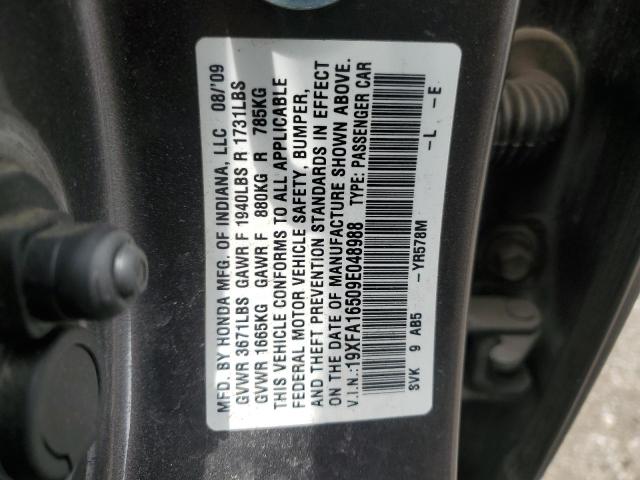 MFD. BY HONDA MFG. OF INDIANA, LLC 08/'09
GVWR 3671LBS GAWR F 1940LBS R 1731LBS
GVWR 1665KG GAWR F 880KG R 785KG
THIS VEHICLE CONFORMS TO ALL APPLICABLE
FEDERAL MOTOR VEHICLE SAFETY, BUMPER,
AND THEFT PREVENTION STANDARDS IN EFFECT
ON THE DATE OF MANUFACTURE SHOWN ABOVE.
V.I.N.:19XFA16509E048988 TYPE: PASSENGER CAR
SVK 9 AB5 -YR578M -L -E